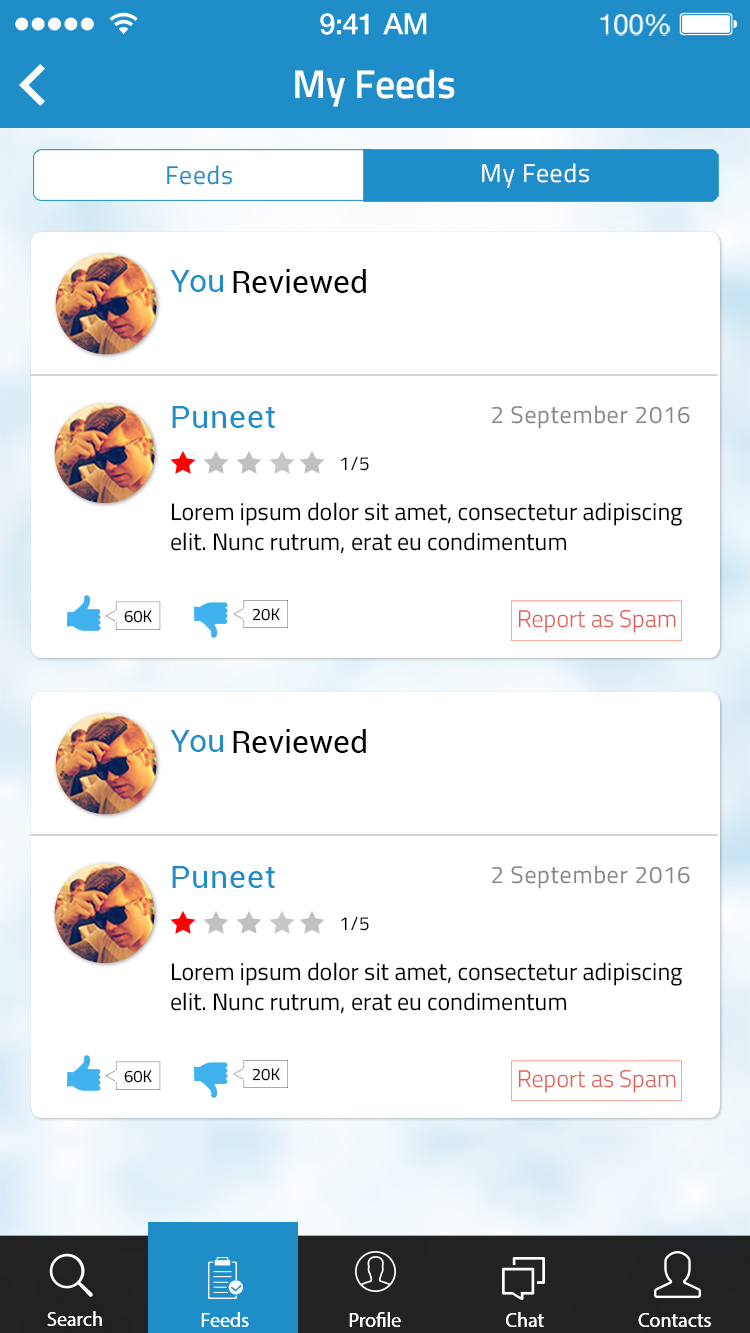 9:41 AM 100%
My Feeds
Feeds My Feeds
You Reviewed
Puneet 2 September 2016
1/5
Lorem ipsum dolor sit amet, consectetur adipiscing
elit. Nunc rutrum, erat eu condimentum
60K 20K Report as Spam
You Reviewed
Puneet 2 September 2016
1/5
Lorem ipsum dolor sit amet, consectetur adipiscing
elit. Nunc rutrum, erat eu condimentum
60K 20K Report as Spam
Search Feeds Profile Chat Contacts